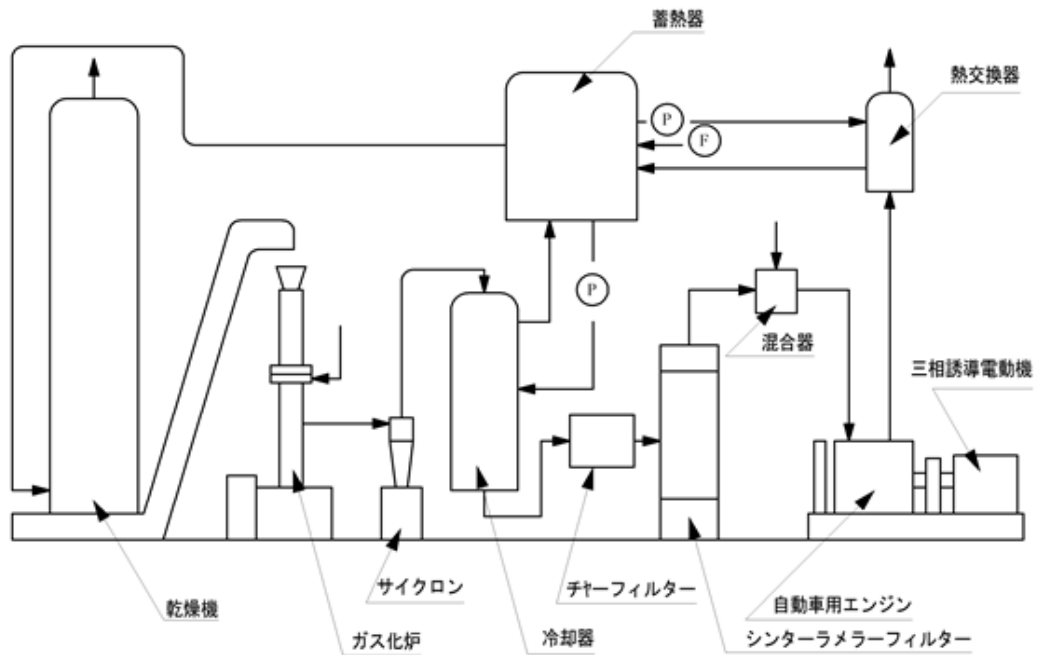 蓄熱器
熱交換器
P
F
P
混合器
三相誘導電動機
サイクロン
チャーフィルター
乾燥機
ガス化炉
冷却器
自動車用エンジン
シンターラメラーフィルター